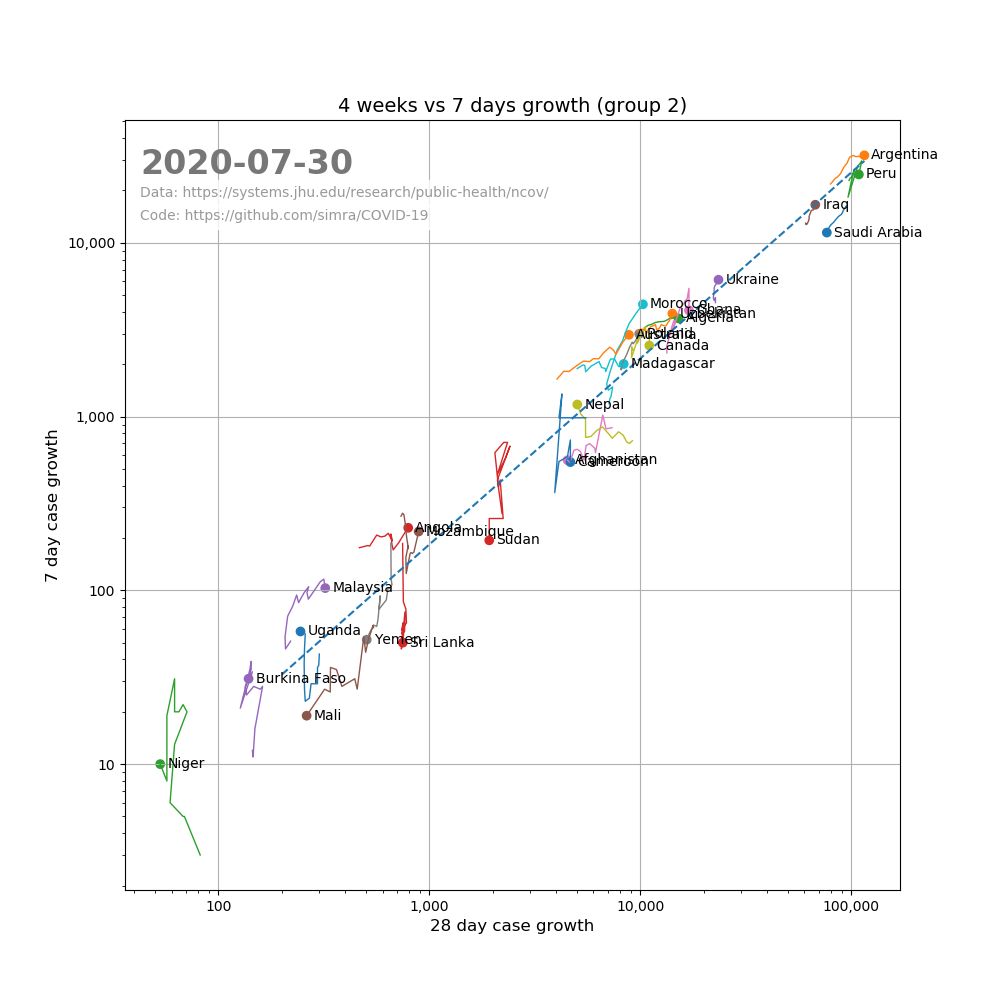 4 weeks vs 7 days growth (group 2)
2020-07-30
Data: https://systems.jhu.edu/research/public-health/ncov/
Code: https://github.com/simra/COVID-19
Argentina
Peru
Iraq
Saudi Arabia
10,000
Ukraine
Morocco
Ghana
Uzbekistan
Algeria
Australia
Poland
Canada
Madagascar
Nepal
1,000
Afghanistan
Cameroon
Angola
Mozambique
Sudan
Malaysia
100
Uganda
Yemen
Sri Lanka
Burkina Faso
Mali
Niger
10
7 day case growth
100
1,000
10,000
100,000
28 day case growth